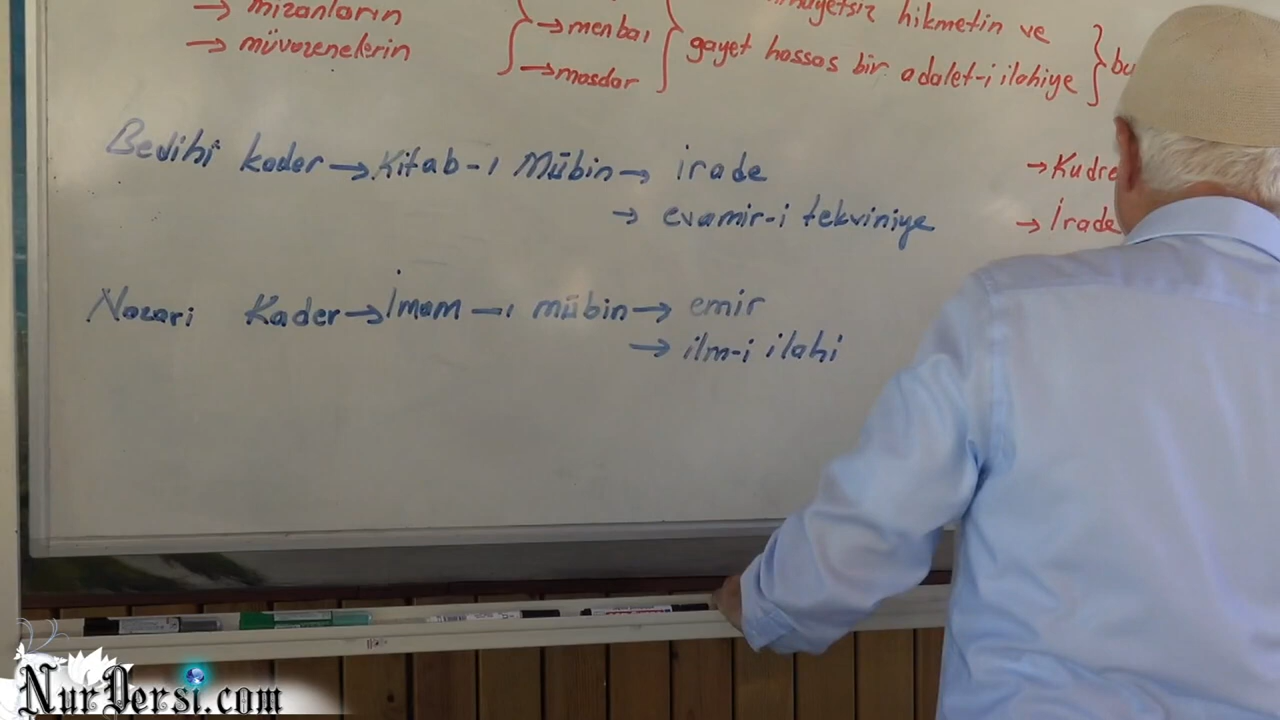 → mizanların
→ müvazenelerin
→ menbaı
→ masdar
hikmetin ve
gayet hassas bir adalet-i ilahiye
Bedihi kader → Kitab-ı Mübin → irade
→ evamir-i tekviniye
→ İrade
Nazari Kader → İmam-ı mübin → emir
→ ilm-i ilahi
NurDersi.com